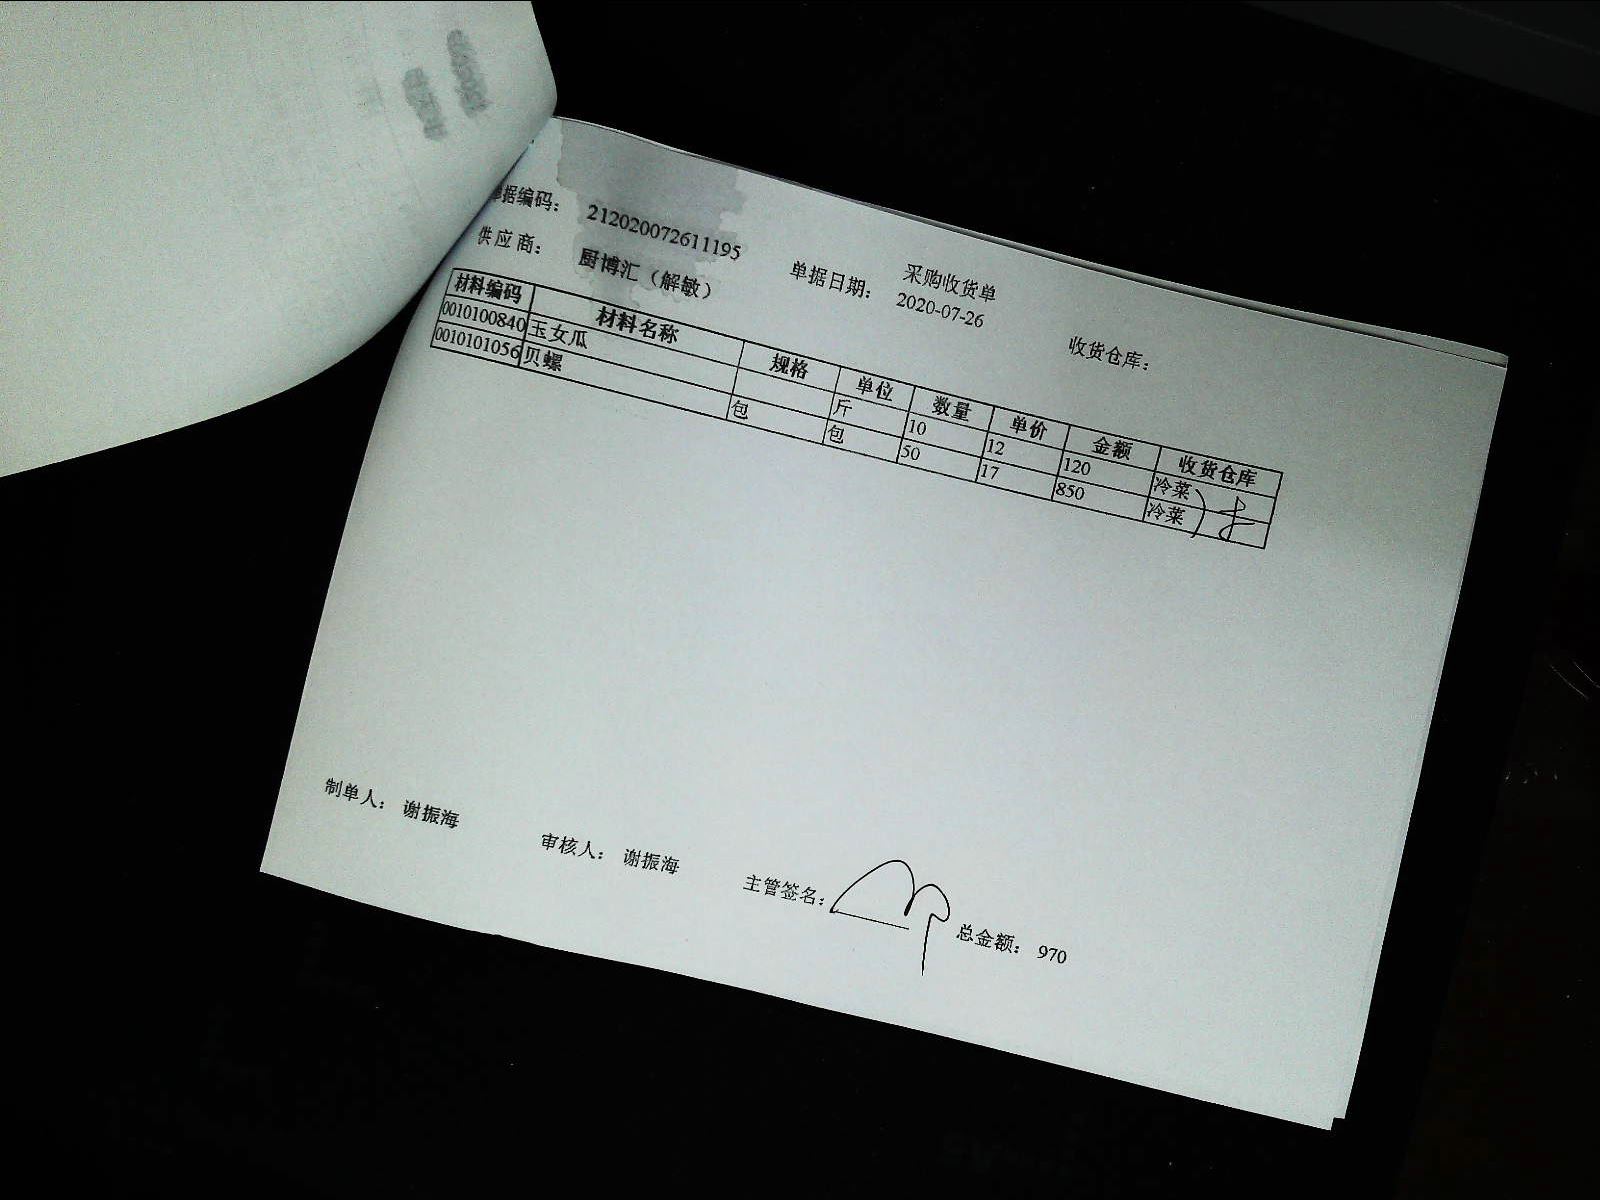 采购收货单
单据编码： 212020072611195 单据日期： 2020-07-26 收货仓库：
供应商： 厨博汇（解敏）
材料编码 材料名称 规格 单位 数量 单价 金额 收货仓库
0010100840 玉女瓜 斤 10 12 120 冷菜
0010101056 贝螺 包 包 50 17 850 冷菜
制单人： 谢振海 审核人： 谢振海 主管签名： 总金额： 970